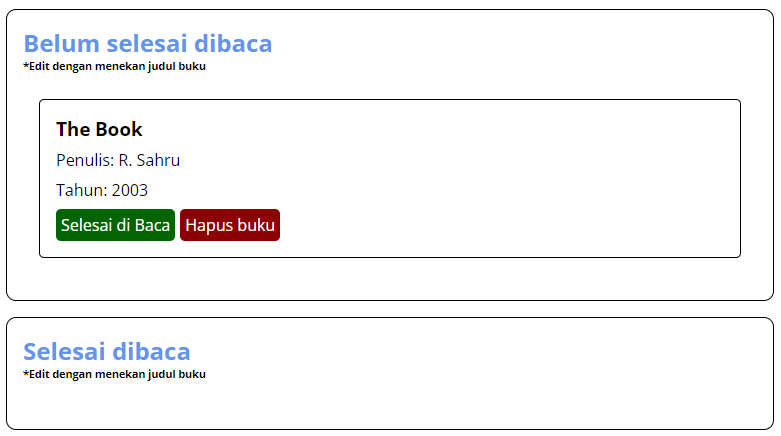 Belum selesai dibaca
*Edit dengan menekan judul buku
The Book
Penulis: R. Sahru
Tahun: 2003
Selesai di Baca Hapus buku
Selesai dibaca
*Edit dengan menekan judul buku